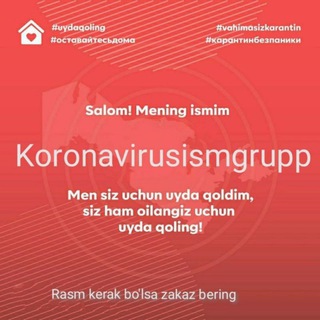 #uydaqoling
#оставайтесьдома
#vahimasizkarantin
#карантинбезпаники
Salom! Mening ismim
Koronavirusismgrupp
Men siz uchun uyda qoldim,
siz ham oilangiz uchun
uyda qoling!
Rasm kerak bo'lsa zakaz bering